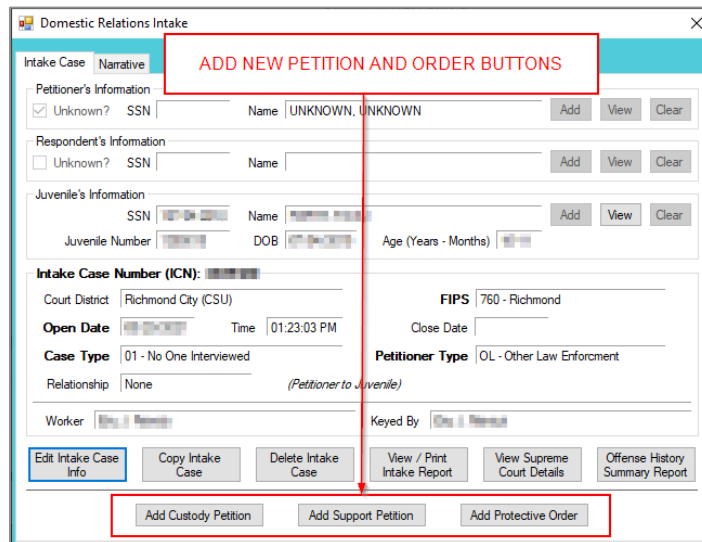 Domestic Relations Intake
ADD NEW PETITION AND ORDER BUTTONS
Intake Case Narrative
Petitioner's Information
Unknown? SSN Name UNKNOWN, UNKNOWN Add View Clear
Respondent's Information
Unknown? SSN Name Add View Clear
Juvenile's Information
SSN Name Add View Clear
Juvenile Number DOB Age (Years - Months)
Intake Case Number (ICN):
Court District Richmond City (CSU) FIPS 760 - Richmond
Open Date Time 01:23:03 PM Close Date
Case Type 01 - No One Interviewed Petitioner Type OL - Other Law Enforcment
Relationship None (Petitioner to Juvenile)
Worker Keyed By
Edit Intake Case Info Copy Intake Case Delete Intake Case View / Print Intake Report View Supreme Court Details Offense History Summary Report
Add Custody Petition Add Support Petition Add Protective Order